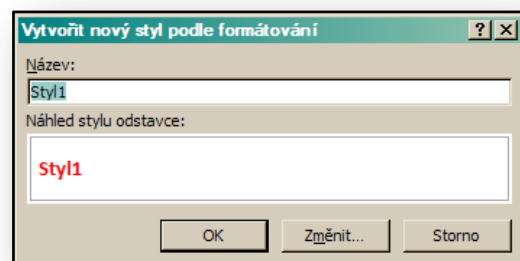 Vytvořit nový styl podle formátování
Název:
Styl1
Náhled stylu odstavce:
Styl1
OK Změnit... Storno